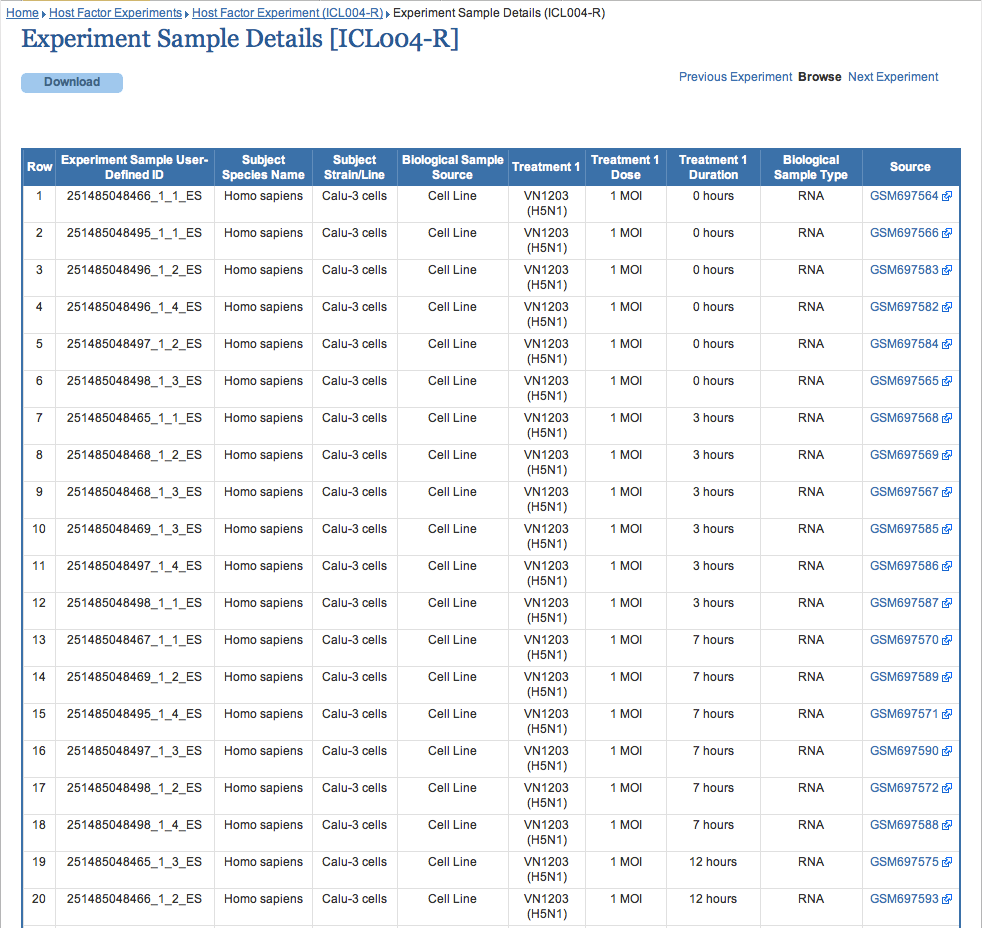 Home ▸ Host Factor Experiments ▸ Host Factor Experiment (ICL004-R) ▸ Experiment Sample Details (ICL004-R)
Experiment Sample Details [ICL004-R]
Download
Previous Experiment Browse Next Experiment
Row Experiment Sample User-Defined ID Subject Species Name Subject Strain/Line Biological Sample Source Treatment 1 Treatment 1 Dose Treatment 1 Duration Biological Sample Type Source
1 251485048466_1_1_ES Homo sapiens Calu-3 cells Cell Line VN1203 (H5N1) 1 MOI 0 hours RNA GSM697564
2 251485048495_1_1_ES Homo sapiens Calu-3 cells Cell Line VN1203 (H5N1) 1 MOI 0 hours RNA GSM697566
3 251485048496_1_2_ES Homo sapiens Calu-3 cells Cell Line VN1203 (H5N1) 1 MOI 0 hours RNA GSM697583
4 251485048496_1_4_ES Homo sapiens Calu-3 cells Cell Line VN1203 (H5N1) 1 MOI 0 hours RNA GSM697582
5 251485048497_1_2_ES Homo sapiens Calu-3 cells Cell Line VN1203 (H5N1) 1 MOI 0 hours RNA GSM697584
6 251485048498_1_3_ES Homo sapiens Calu-3 cells Cell Line VN1203 (H5N1) 1 MOI 0 hours RNA GSM697565
7 251485048465_1_1_ES Homo sapiens Calu-3 cells Cell Line VN1203 (H5N1) 1 MOI 3 hours RNA GSM697568
8 251485048468_1_2_ES Homo sapiens Calu-3 cells Cell Line VN1203 (H5N1) 1 MOI 3 hours RNA GSM697569
9 251485048468_1_3_ES Homo sapiens Calu-3 cells Cell Line VN1203 (H5N1) 1 MOI 3 hours RNA GSM697567
10 251485048469_1_3_ES Homo sapiens Calu-3 cells Cell Line VN1203 (H5N1) 1 MOI 3 hours RNA GSM697585
11 251485048497_1_4_ES Homo sapiens Calu-3 cells Cell Line VN1203 (H5N1) 1 MOI 3 hours RNA GSM697586
12 251485048498_1_1_ES Homo sapiens Calu-3 cells Cell Line VN1203 (H5N1) 1 MOI 3 hours RNA GSM697587
13 251485048467_1_1_ES Homo sapiens Calu-3 cells Cell Line VN1203 (H5N1) 1 MOI 7 hours RNA GSM697570
14 251485048469_1_2_ES Homo sapiens Calu-3 cells Cell Line VN1203 (H5N1) 1 MOI 7 hours RNA GSM697589
15 251485048495_1_4_ES Homo sapiens Calu-3 cells Cell Line VN1203 (H5N1) 1 MOI 7 hours RNA GSM697571
16 251485048497_1_3_ES Homo sapiens Calu-3 cells Cell Line VN1203 (H5N1) 1 MOI 7 hours RNA GSM697590
17 251485048498_1_2_ES Homo sapiens Calu-3 cells Cell Line VN1203 (H5N1) 1 MOI 7 hours RNA GSM697572
18 251485048498_1_4_ES Homo sapiens Calu-3 cells Cell Line VN1203 (H5N1) 1 MOI 7 hours RNA GSM697588
19 251485048465_1_3_ES Homo sapiens Calu-3 cells Cell Line VN1203 (H5N1) 1 MOI 12 hours RNA GSM697575
20 251485048466_1_2_ES Homo sapiens Calu-3 cells Cell Line VN1203 (H5N1) 1 MOI 12 hours RNA GSM697593